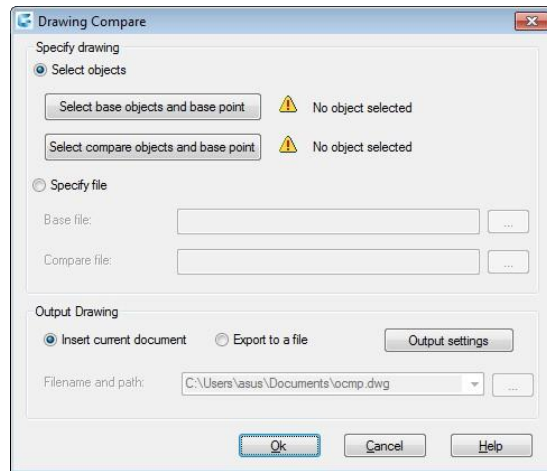 Drawing Compare
Specify drawing
Select objects
Select base objects and base point No object selected
Select compare objects and base point No object selected
Specify file
Base file: ...
Compare file: ...
Output Drawing
Insert current document Export to a file Output settings
Filename and path: C:\Users\asus\Documents\ocmp.dwg ...
Ok Cancel Help